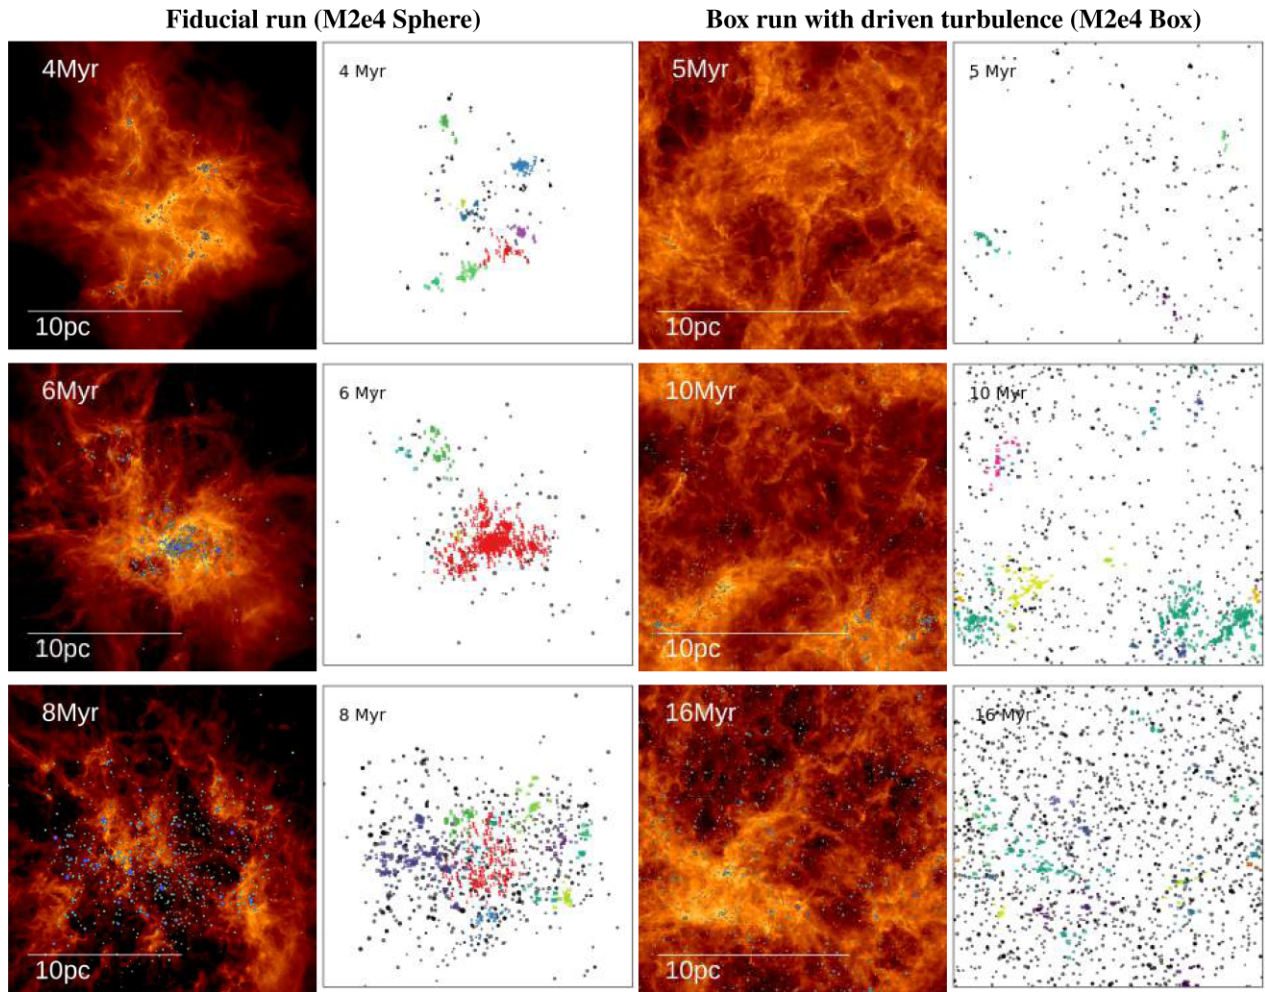 Fiducial run (M2e4 Sphere)
Box run with driven turbulence (M2e4 Box)
4Myr
4 Myr
5Myr
5 Myr
10pc
10pc
6Myr
6 Myr
10Myr
10 Myr
10pc
10pc
8Myr
8 Myr
16Myr
16 Myr
10pc
10pc